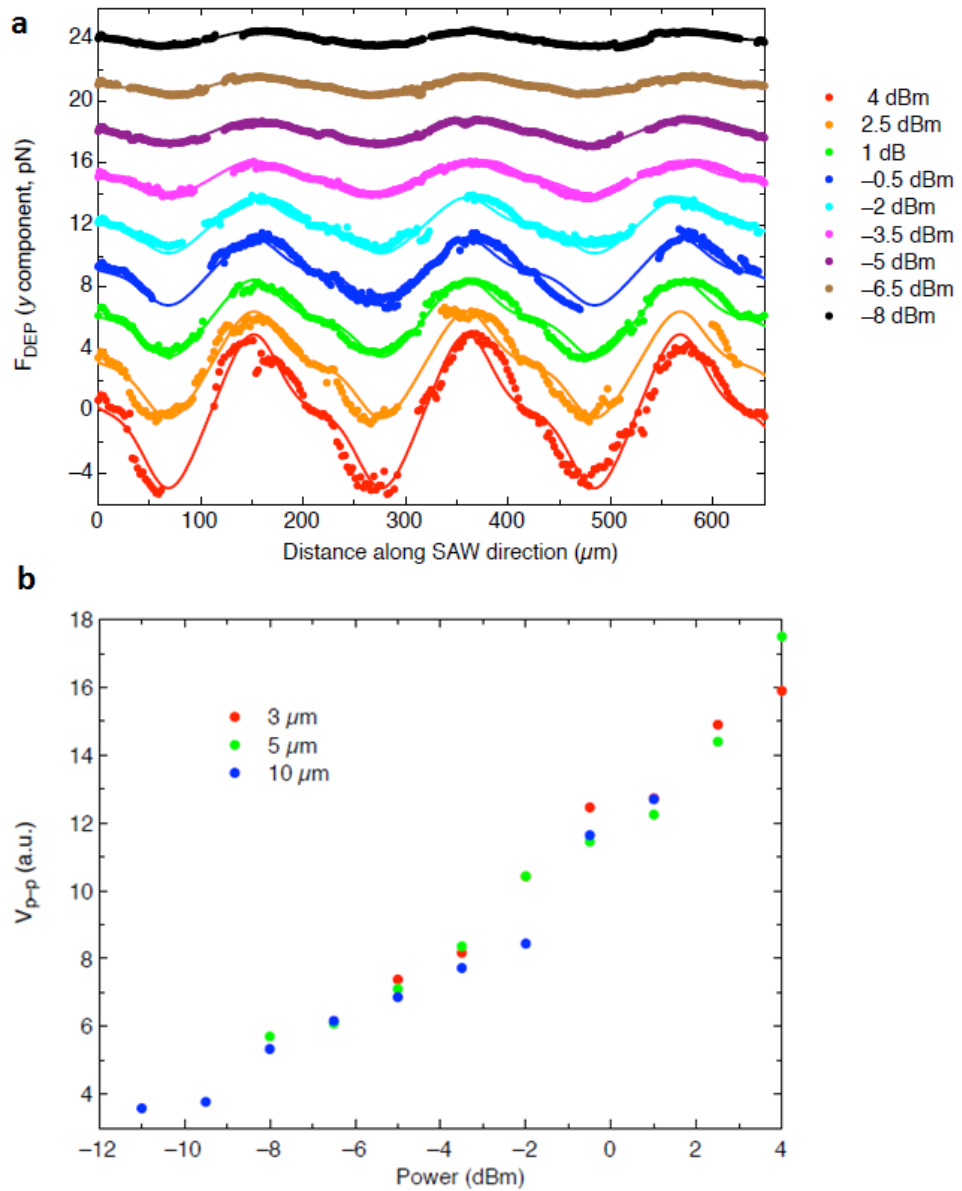 a
24
20
16
12
8
4
0
−4
F_DEP (y component, pN)
0 100 200 300 400 500 600
Distance along SAW direction (μm)
4 dBm
2.5 dBm
1 dB
−0.5 dBm
−2 dBm
−3.5 dBm
−5 dBm
−6.5 dBm
−8 dBm
b
18
16
14
12
10
8
6
4
V_p−p (a.u.)
3 μm
5 μm
10 μm
−12 −10 −8 −6 −4 −2 0 2 4
Power (dBm)